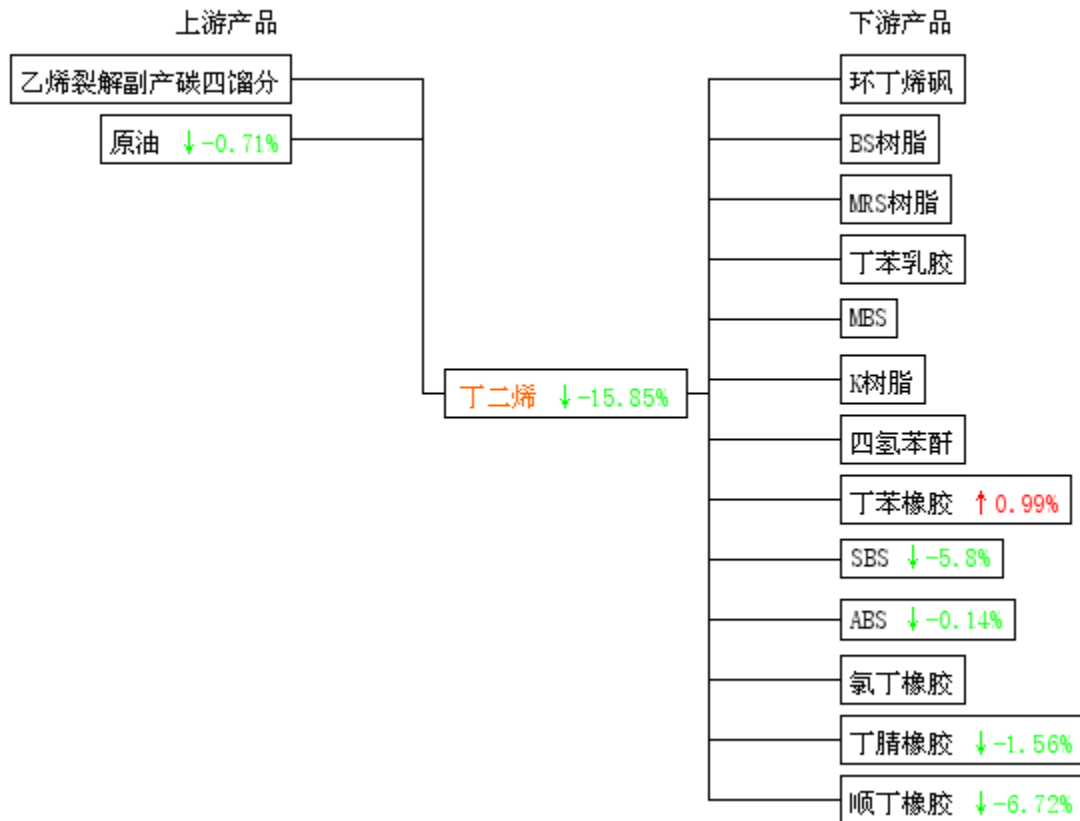 上游产品
下游产品
乙烯裂解副产碳四馏分
原油 ↓-0.71%
丁二烯 ↓-15.85%
环丁烯砜
BS树脂
MRS树脂
丁苯乳胶
MBS
K树脂
四氢苯酐
丁苯橡胶 ↑0.99%
SBS ↓-5.8%
ABS ↓-0.14%
氯丁橡胶
丁腈橡胶 ↓-1.56%
顺丁橡胶 ↓-6.72%